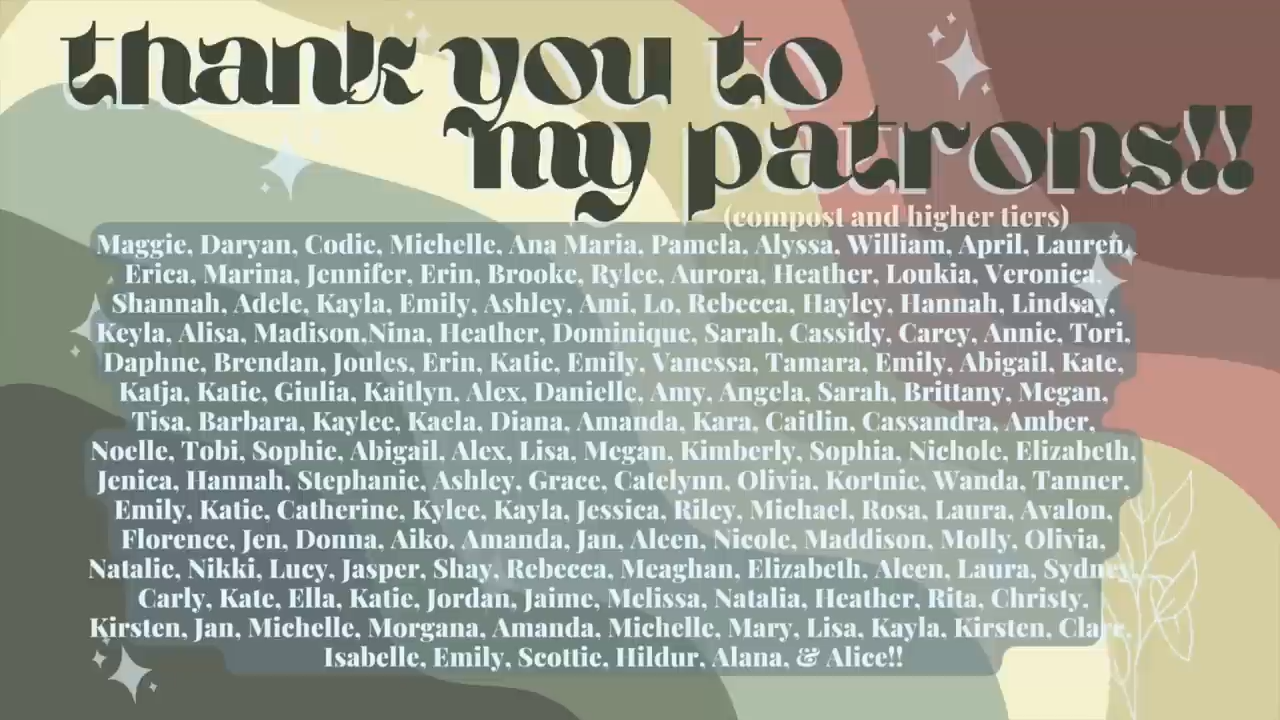 thank you to
my patrons!!
(compost and higher tiers)
Maggie, Daryan, Codie, Michelle, Ana Maria, Pamela, Alyssa, William, April, Lauren,
Erica, Marina, Jennifer, Erin, Brooke, Rylee, Aurora, Heather, Loukia, Veronica,
Shannah, Adele, Kayla, Emily, Ashley, Ami, Lo, Rebecca, Hayley, Hannah, Lindsay,
Keyla, Alisa, Madison,Nina, Heather, Dominique, Sarah, Cassidy, Carey, Annie, Tori,
Daphne, Brendan, Joules, Erin, Katie, Emily, Vanessa, Tamara, Emily, Abigail, Kate,
Katja, Katie, Giulia, Kaitlyn, Alex, Danielle, Amy, Angela, Sarah, Brittany, Megan,
Tisa, Barbara, Kaylee, Kaela, Diana, Amanda, Kara, Caitlin, Cassandra, Amber,
Noelle, Tobi, Sophie, Abigail, Alex, Lisa, Megan, Kimberly, Sophia, Nichole, Elizabeth,
Jenica, Hannah, Stephanie, Ashley, Grace, Catelynn, Olivia, Kortnie, Wanda, Tanner,
Emily, Katie, Catherine, Kylee, Kayla, Jessica, Riley, Michael, Rosa, Laura, Avalon,
Florence, Jen, Donna, Aiko, Amanda, Jan, Aleen, Nicole, Maddison, Molly, Olivia,
Natalie, Nikki, Lucy, Jasper, Shay, Rebecca, Meaghan, Elizabeth, Aleen, Laura, Sydney,
Carly, Kate, Ella, Katie, Jordan, Jaime, Melissa, Natalia, Heather, Rita, Christy,
Kirsten, Jan, Michelle, Morgana, Amanda, Michelle, Mary, Lisa, Kayla, Kirsten, Clare,
Isabelle, Emily, Scottie, Hildur, Alana, & Alice!!